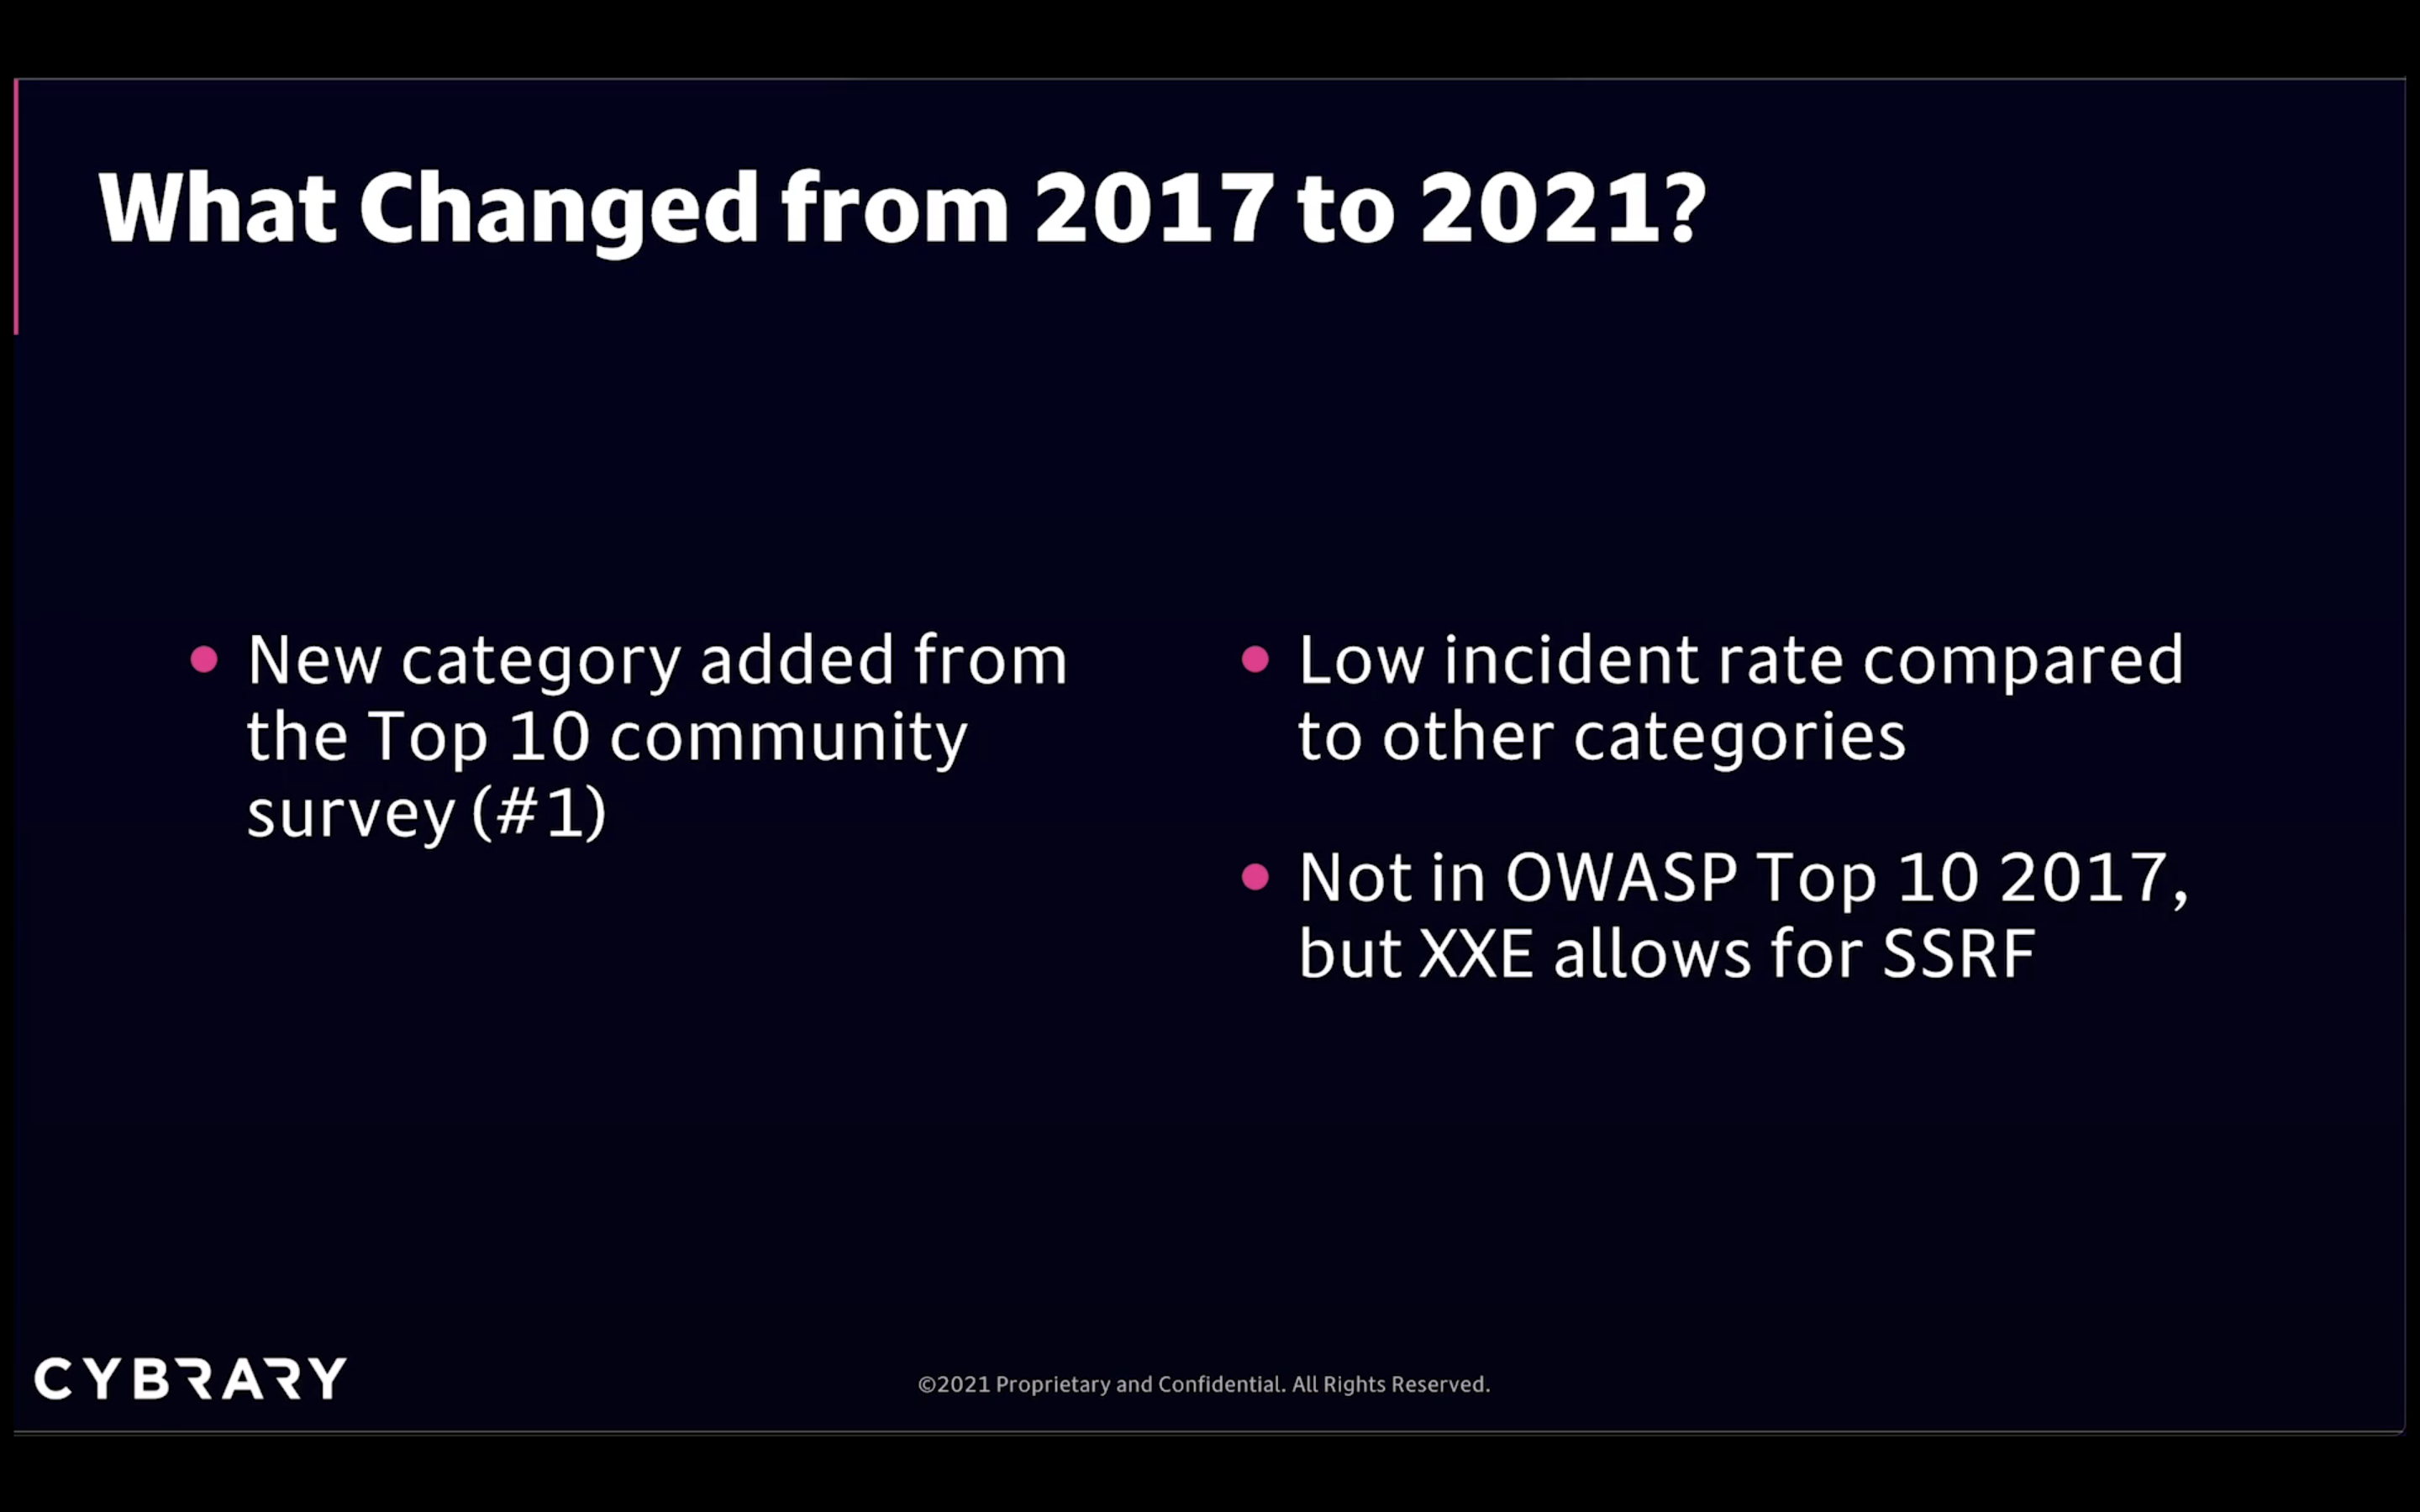 What Changed from 2017 to 2021?
New category added from
the Top 10 community
survey (#1)
Low incident rate compared
to other categories
Not in OWASP Top 10 2017,
but XXE allows for SSRF
CYBRARY
©2021 Proprietary and Confidential. All Rights Reserved.